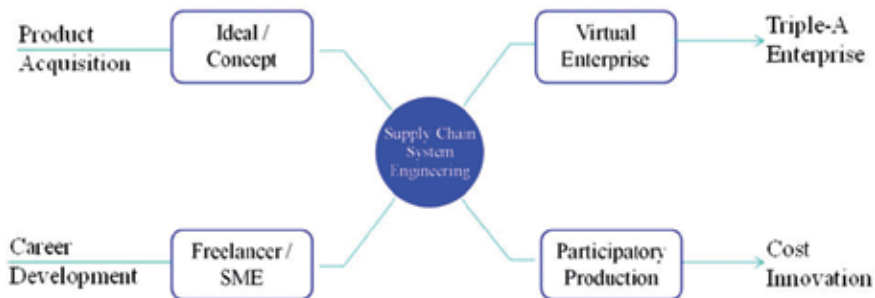 Product
Acquisition
Ideal /
Concept
Virtual
Enterprise
Triple-A
Enterprise
Supply Chain
System
Engineering
Career
Development
Freelancer /
SME
Participatory
Production
Cost
Innovation